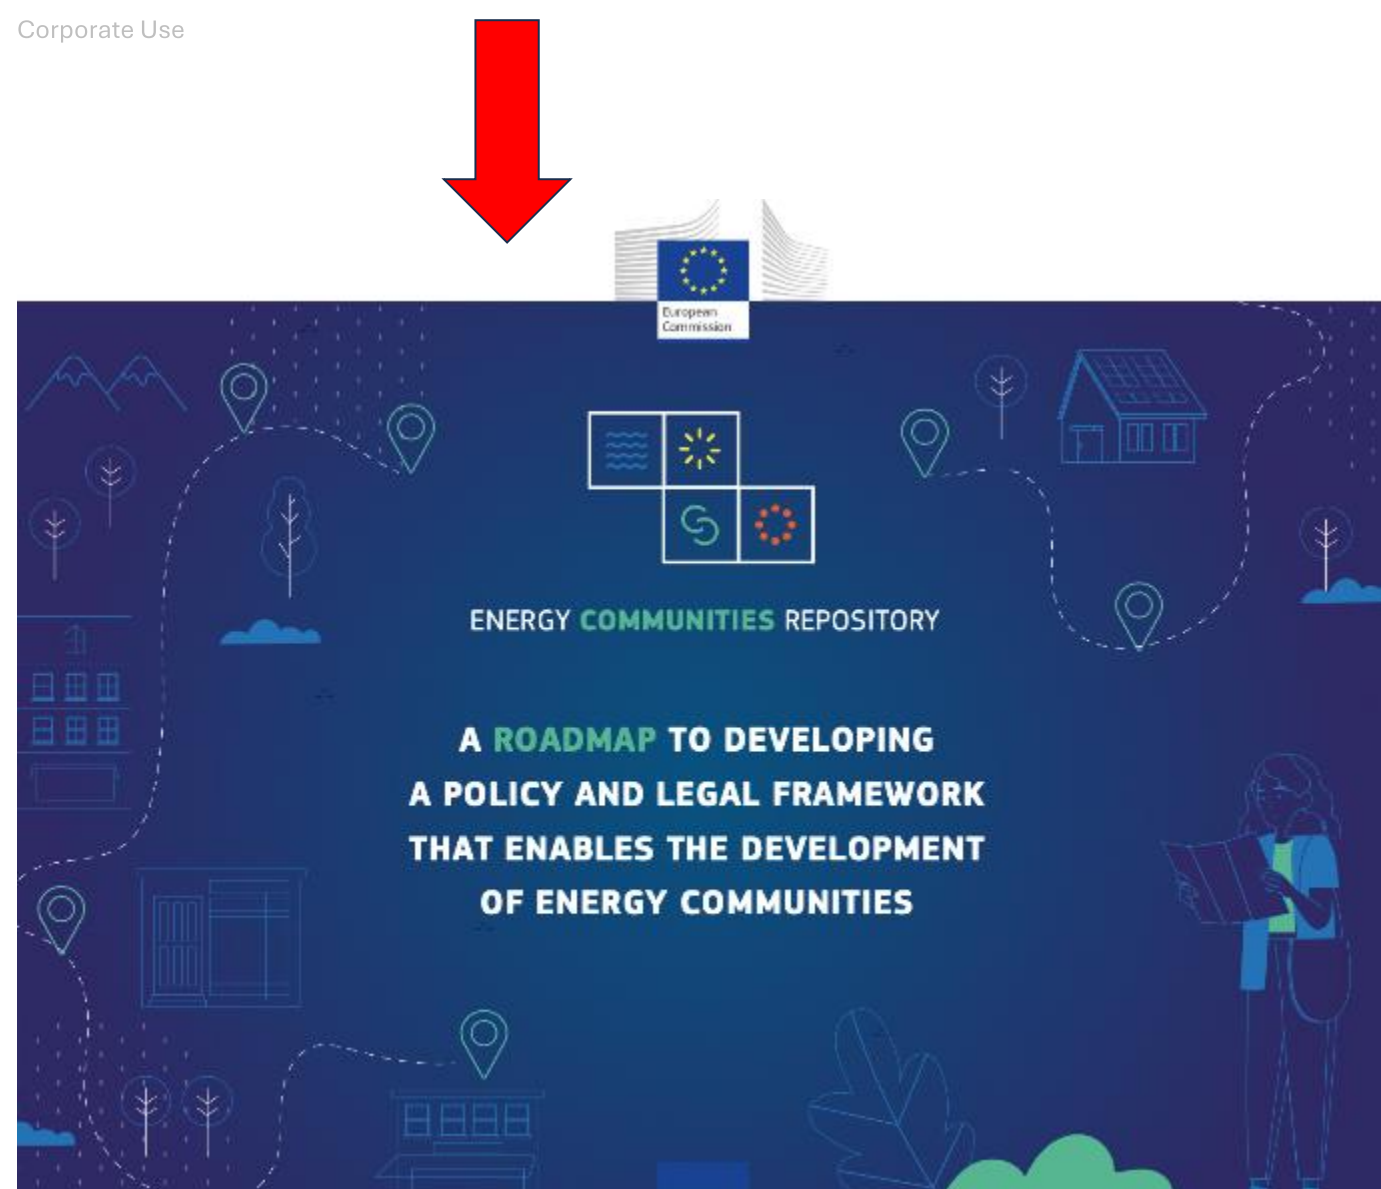 Corporate Use
European
Commission
ENERGY COMMUNITIES REPOSITORY
A ROADMAP TO DEVELOPING
A POLICY AND LEGAL FRAMEWORK
THAT ENABLES THE DEVELOPMENT
OF ENERGY COMMUNITIES